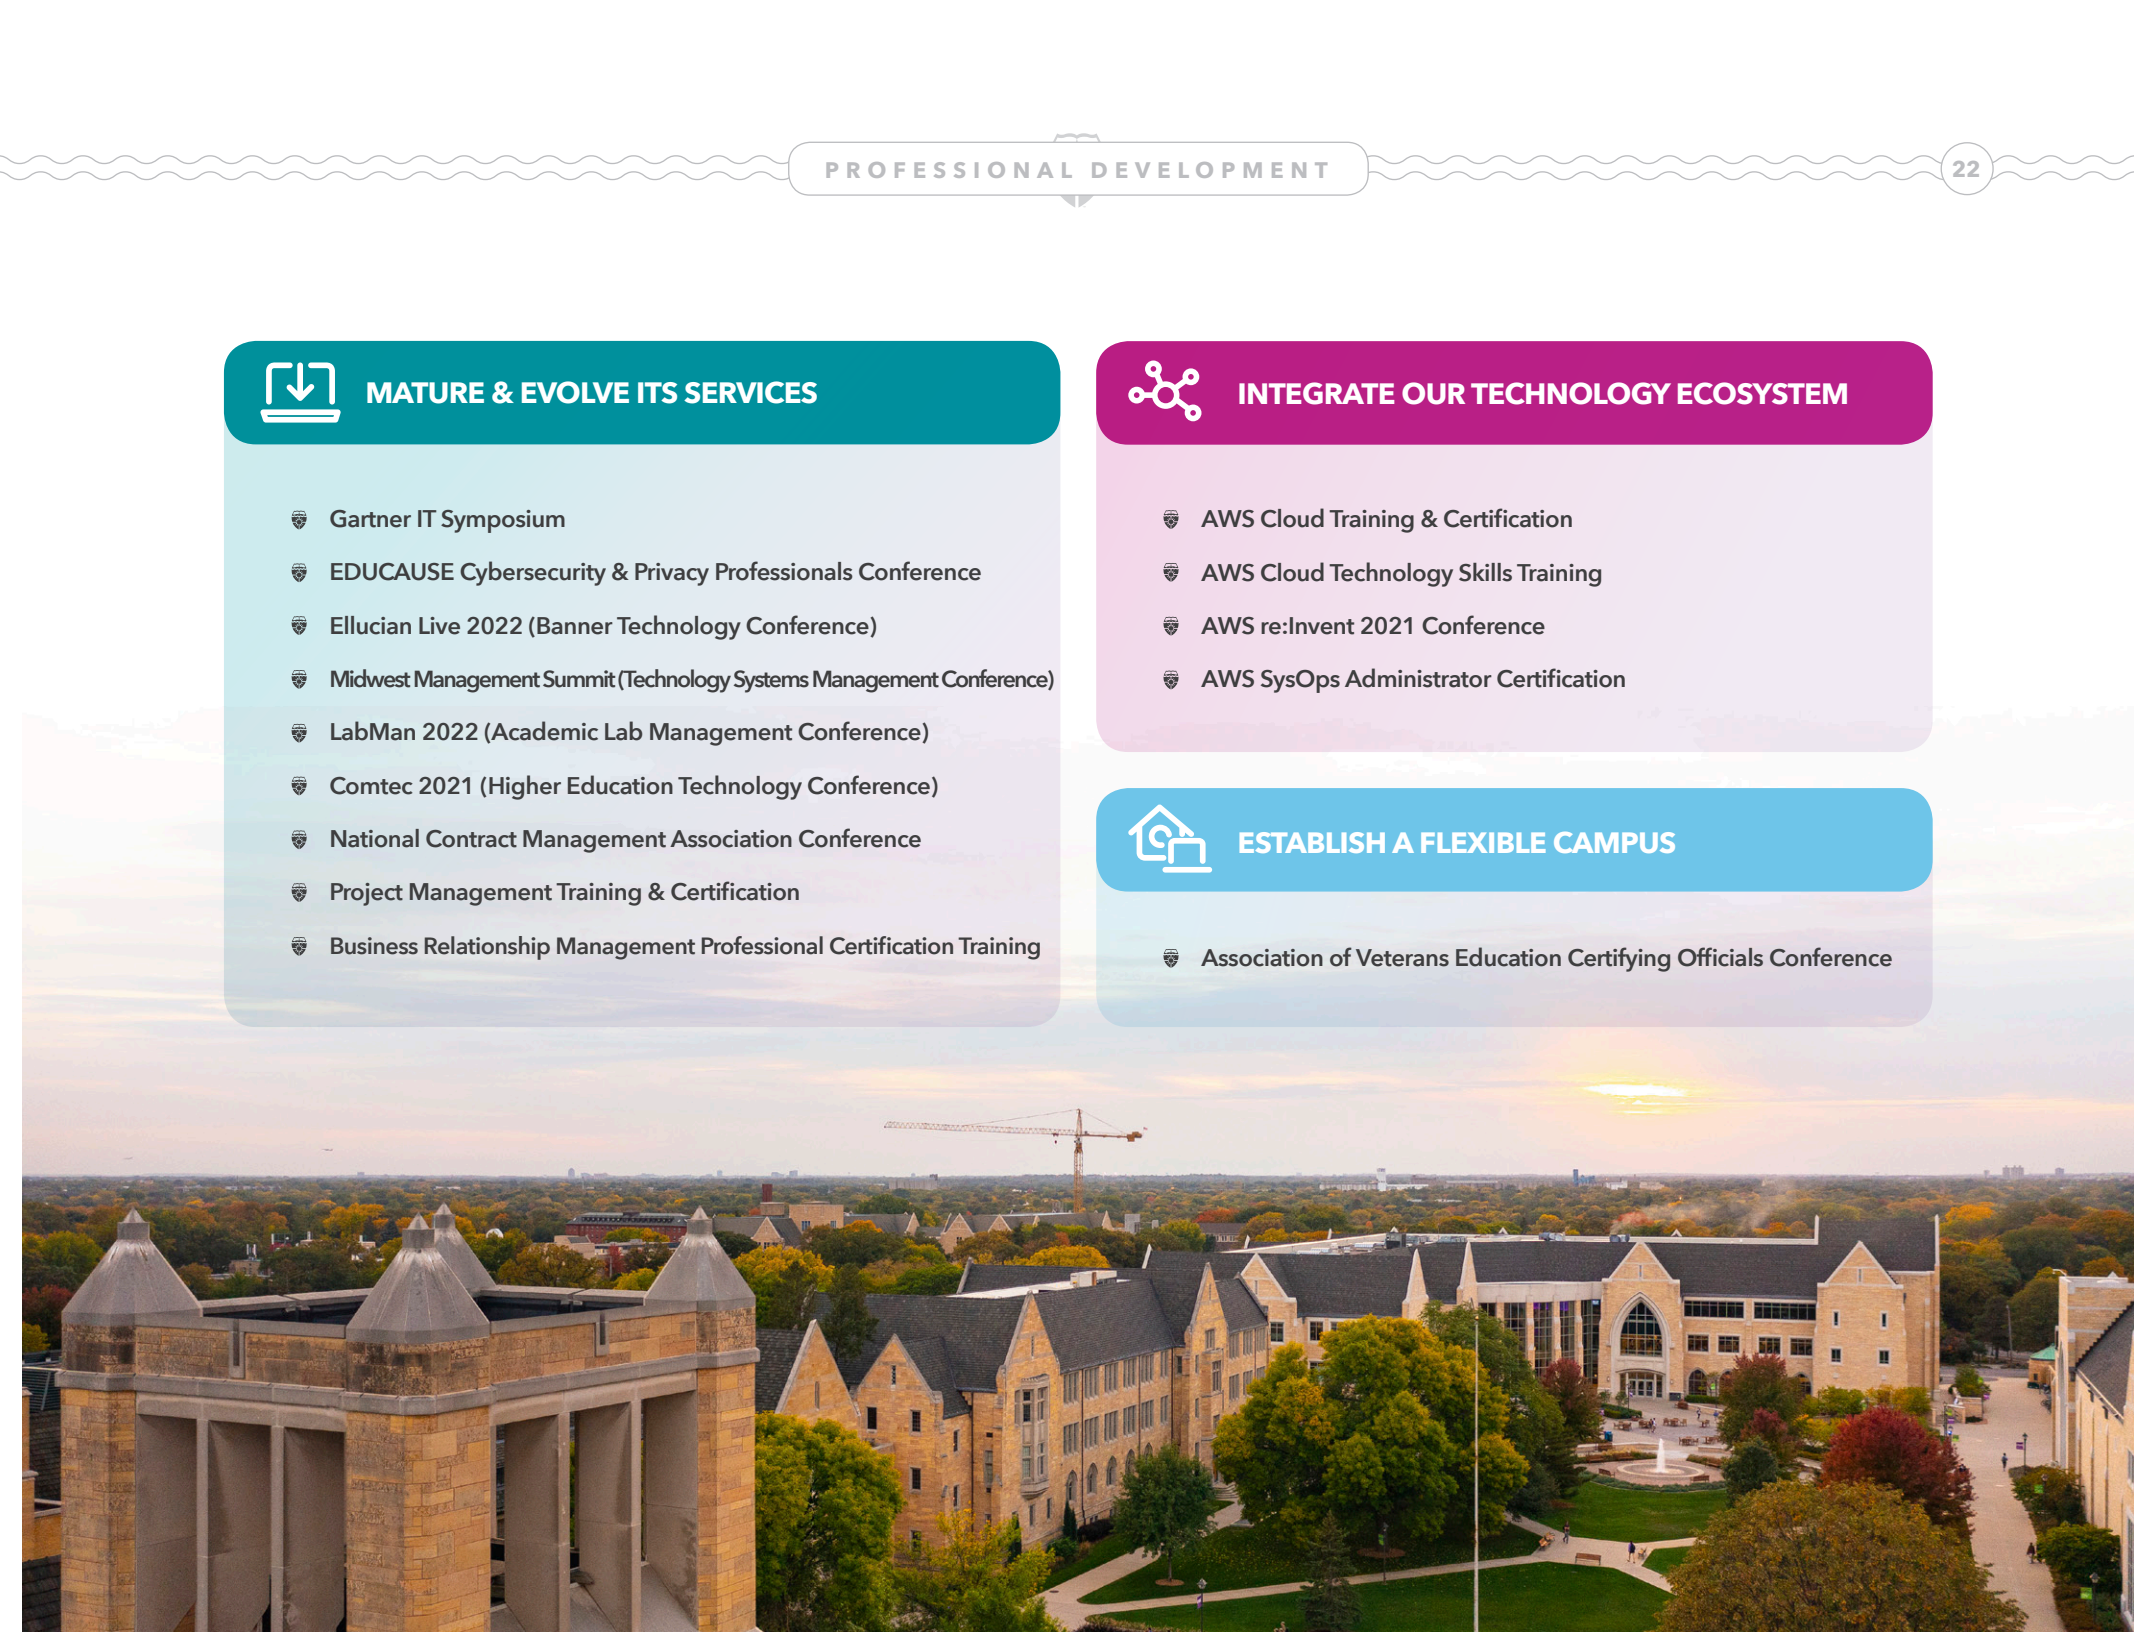 PROFESSIONAL DEVELOPMENT
22
MATURE & EVOLVE ITS SERVICES
Gartner IT Symposium
EDUCAUSE Cybersecurity & Privacy Professionals Conference
Ellucian Live 2022 (Banner Technology Conference)
Midwest Management Summit (Technology Systems Management Conference)
LabMan 2022 (Academic Lab Management Conference)
Comtec 2021 (Higher Education Technology Conference)
National Contract Management Association Conference
Project Management Training & Certification
Business Relationship Management Professional Certification Training
INTEGRATE OUR TECHNOLOGY ECOSYSTEM
AWS Cloud Training & Certification
AWS Cloud Technology Skills Training
AWS re:Invent 2021 Conference
AWS SysOps Administrator Certification
ESTABLISH A FLEXIBLE CAMPUS
Association of Veterans Education Certifying Officials Conference